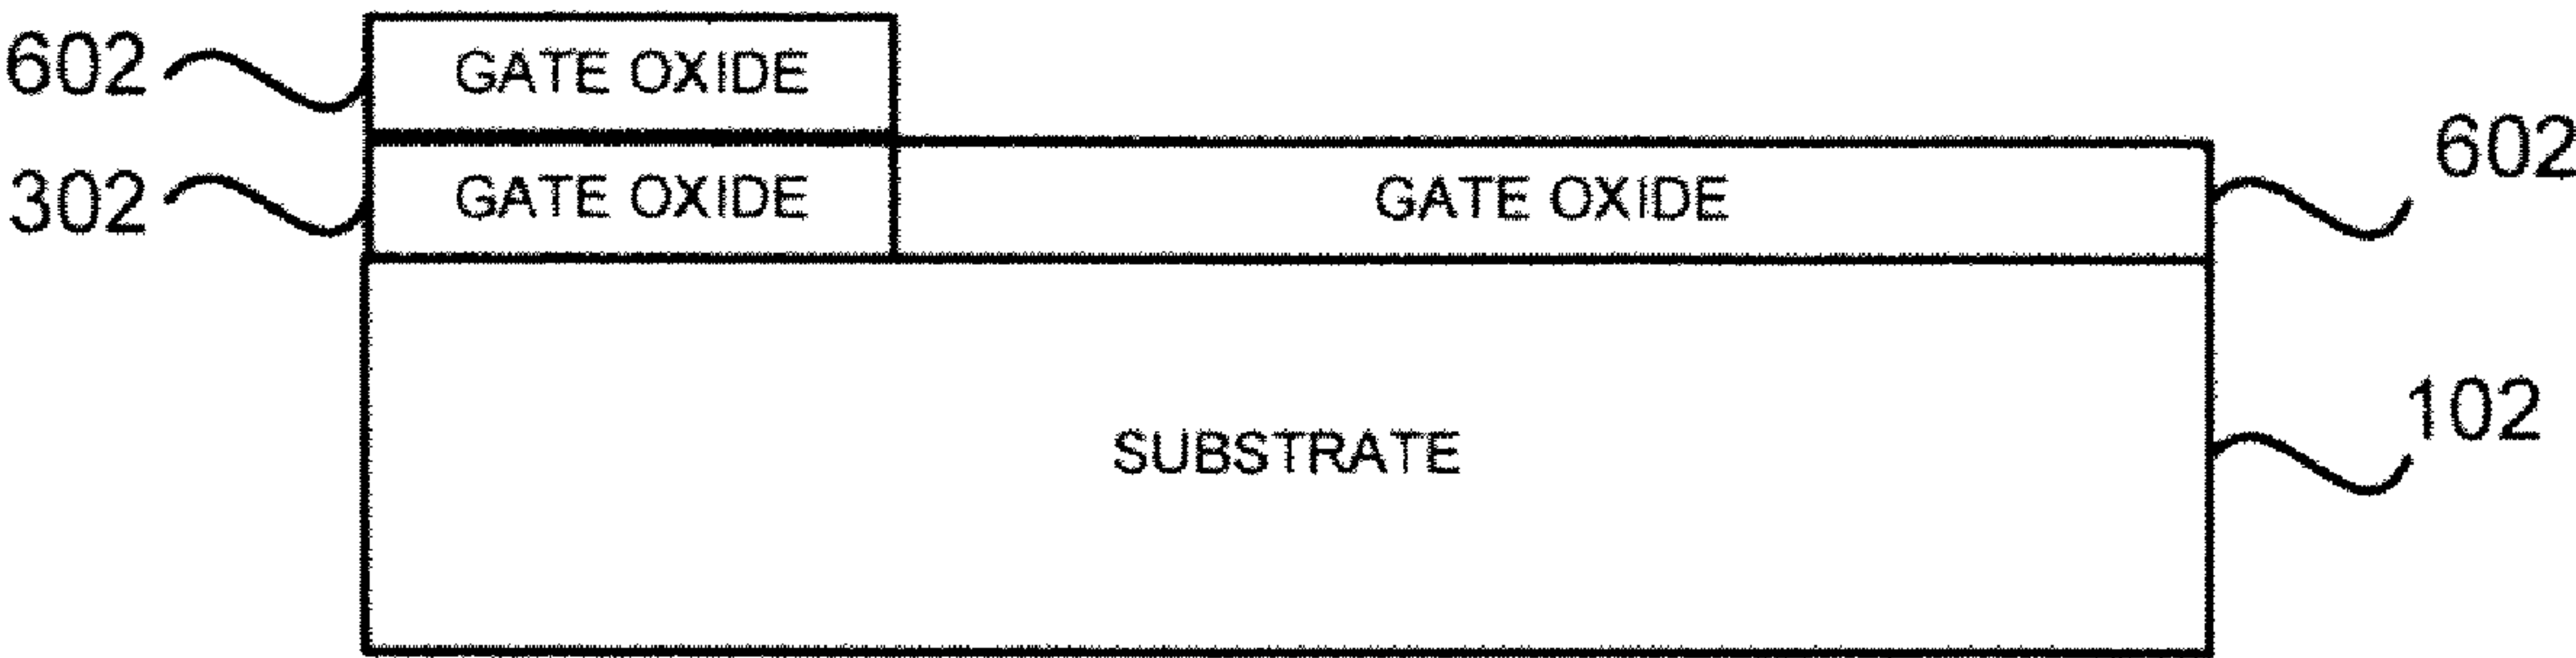 602
GATE OXIDE
302
GATE OXIDE
GATE OXIDE
602
SUBSTRATE
102